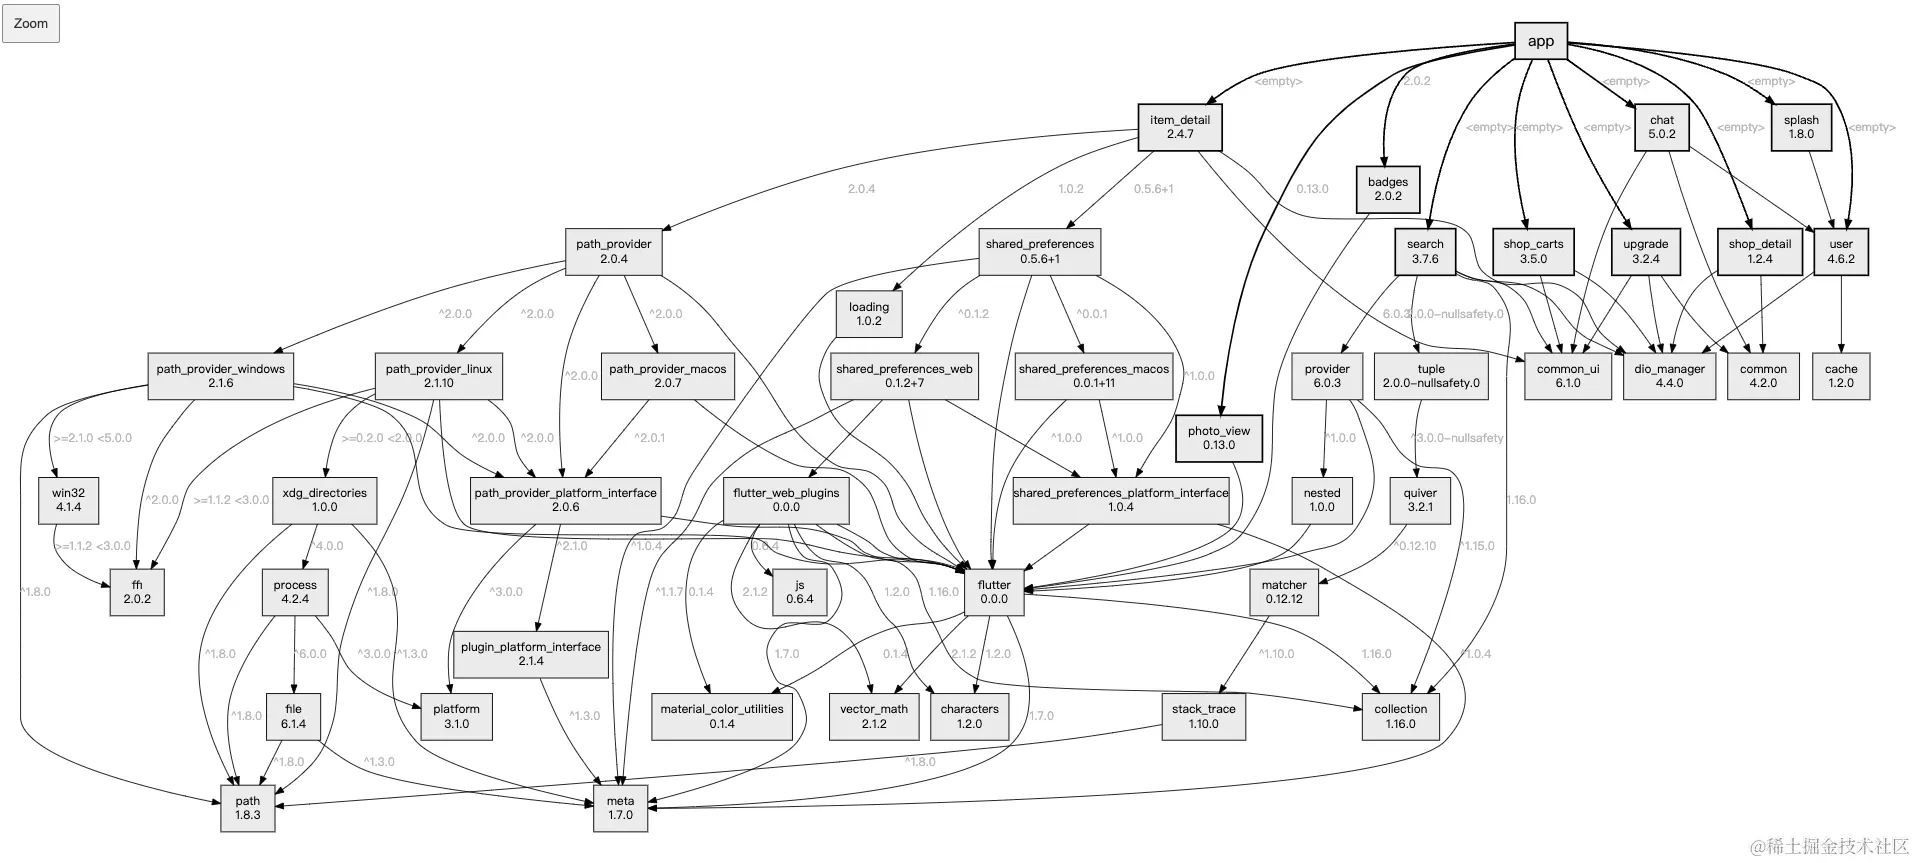 Zoom
app
<empty>
2.0.2
<empty>
<empty>
item_detail
2.4.7
chat
5.0.2
splash
1.8.0
<empty>
<empty>
<empty>
<empty>
<empty>
2.0.4
1.0.2
0.5.6+1
0.13.0
badges
2.0.2
path_provider
2.0.4
shared_preferences
0.5.6+1
search
3.7.6
shop_carts
3.5.0
upgrade
3.2.4
shop_detail
1.2.4
user
4.6.2
loading
1.0.2
^2.0.0
^2.0.0
^2.0.0
^0.1.2
^0.0.1
6.0.3
2.0.0-nullsafety.0
path_provider_windows
2.1.6
path_provider_linux
2.1.10
^2.0.0
path_provider_macos
2.0.7
shared_preferences_web
0.1.2+7
shared_preferences_macos
0.0.1+11
^1.0.0
provider
6.0.3
tuple
2.0.0-nullsafety.0
common_ui
6.1.0
dio_manager
4.4.0
common
4.2.0
cache
1.2.0
photo_view
0.13.0
>=2.1.0 <5.0.0
>=0.2.0 <2.0.0
^2.0.0
^2.0.0
^2.0.1
^1.0.0
^1.0.0
^1.0.0
^3.0.0-nullsafety
win32
4.1.4
^2.0.0
>=1.1.2 <3.0.0
xdg_directories
1.0.0
path_provider_platform_interface
2.0.6
flutter_web_plugins
0.0.0
shared_preferences_platform_interface
1.0.4
nested
1.0.0
quiver
3.2.1
1.16.0
>=1.1.2 <3.0.0
^4.0.0
^2.1.0
^1.0.4
0.6.4
^0.12.10
^1.15.0
ffi
2.0.2
process
4.2.4
js
0.6.4
flutter
0.0.0
matcher
0.12.12
^1.8.0
^1.8.0
^3.0.0
^1.1.7
0.1.4
2.1.2
1.2.0
1.16.0
plugin_platform_interface
2.1.4
^1.8.0
^6.0.0
^3.0.0
^1.3.0
1.7.0
0.1.4
2.1.2
1.2.0
^1.10.0
1.16.0
^1.0.4
file
6.1.4
platform
3.1.0
material_color_utilities
0.1.4
vector_math
2.1.2
characters
1.2.0
stack_trace
1.10.0
collection
1.16.0
^1.8.0
^1.3.0
1.7.0
^1.8.0
^1.3.0
^1.8.0
path
1.8.3
meta
1.7.0
@稀土掘金技术社区